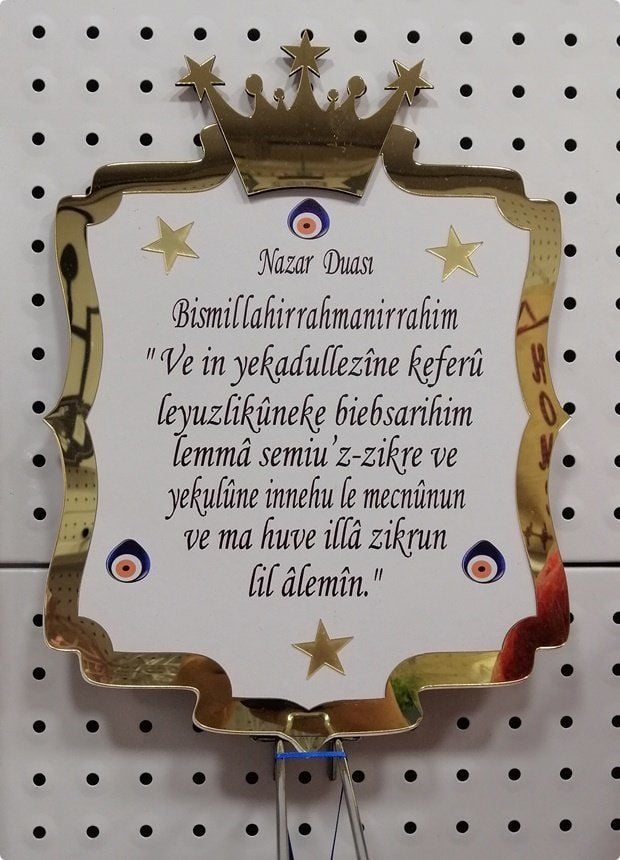 Nazar Duası
Bismillahirrahmanirrahim
"Ve in yekadullezîne keferû
leyuzlikûneke biebsarihim
lemmâ semiu'z-zikre ve
yekulûne innehu le mecnûnun
ve ma huve illâ zikrun
lil âlemîn."